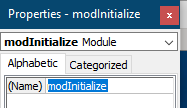 Properties - modInitialize
modInitialize Module
Alphabetic Categorized
(Name) modInitialize